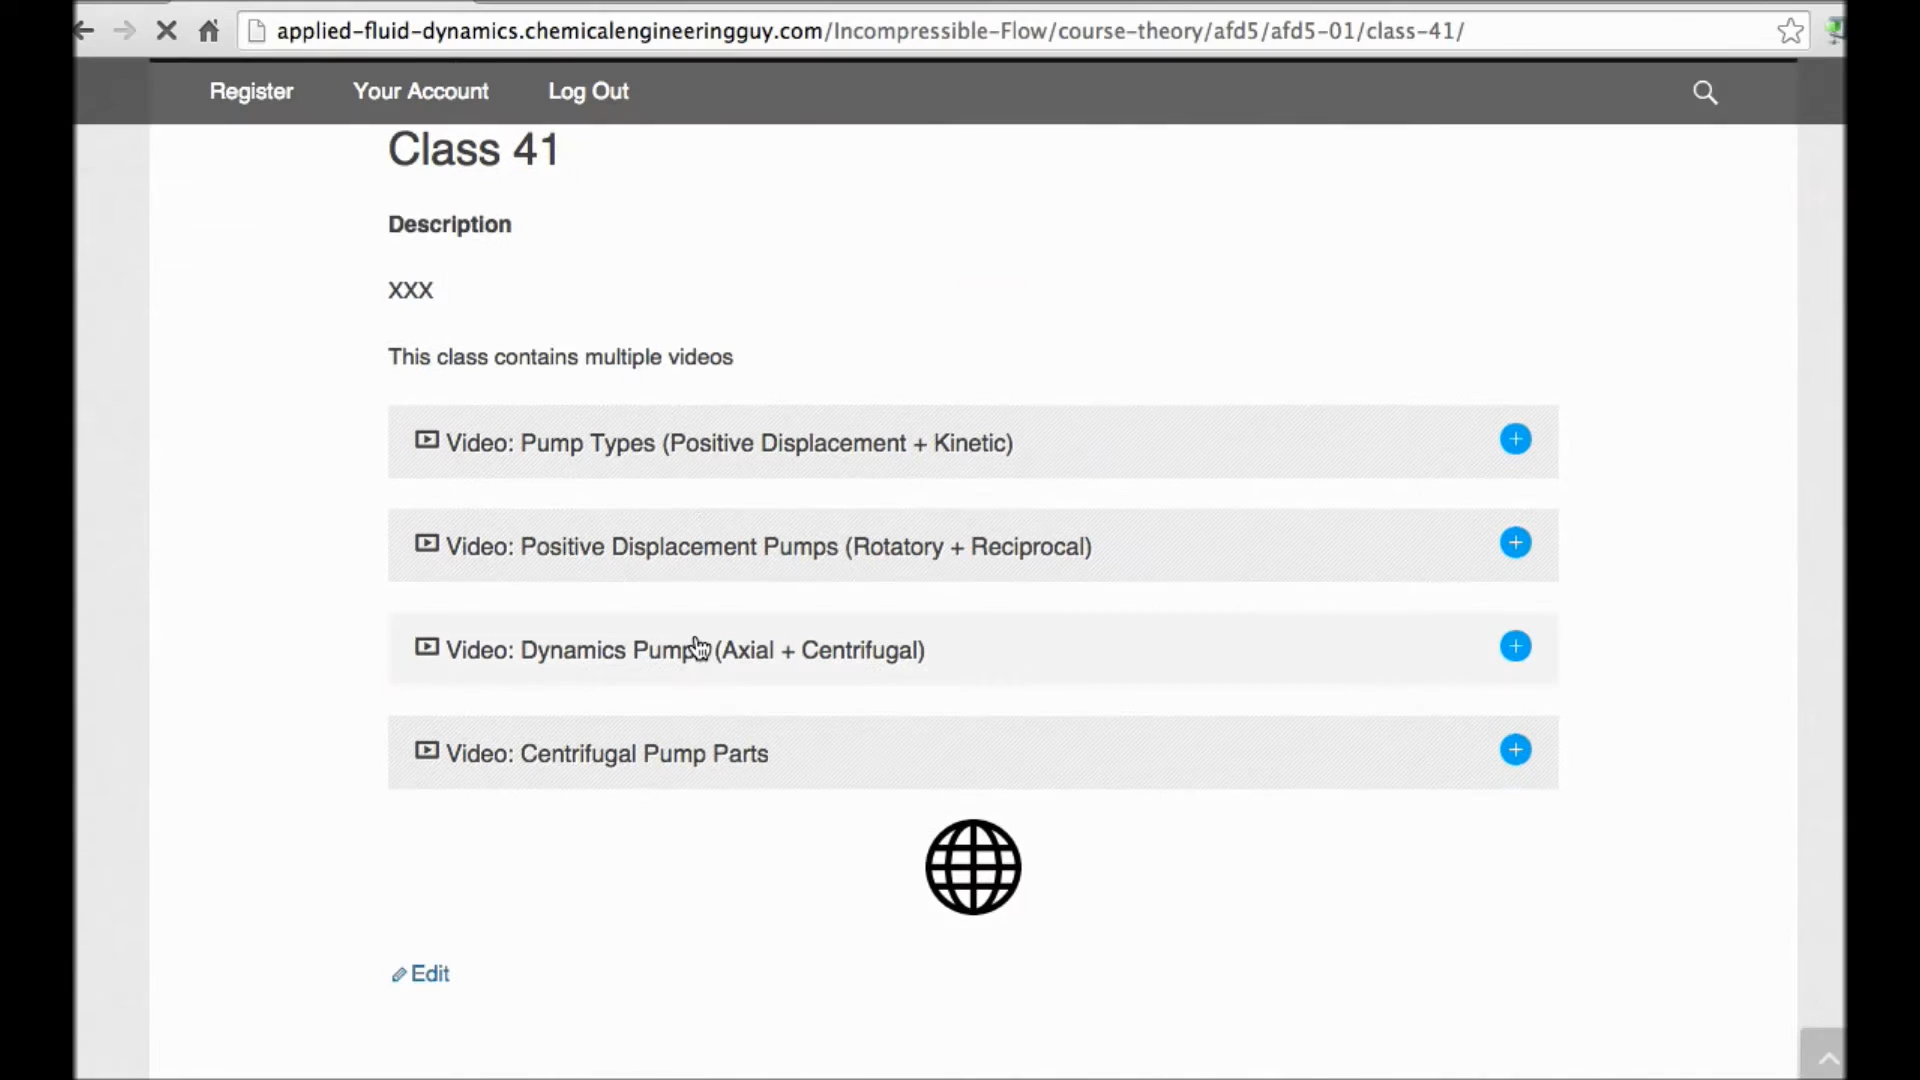 applied-fluid-dynamics.chemicalengineeringguy.com/Incompressible-Flow/course-theory/afd5/afd5-01/class-41/
Register Your Account Log Out
Class 41
Description
XXX
This class contains multiple videos
Video: Pump Types (Positive Displacement + Kinetic)
Video: Positive Displacement Pumps (Rotatory + Reciprocal)
Video: Dynamics Pumps (Axial + Centrifugal)
Video: Centrifugal Pump Parts
Edit